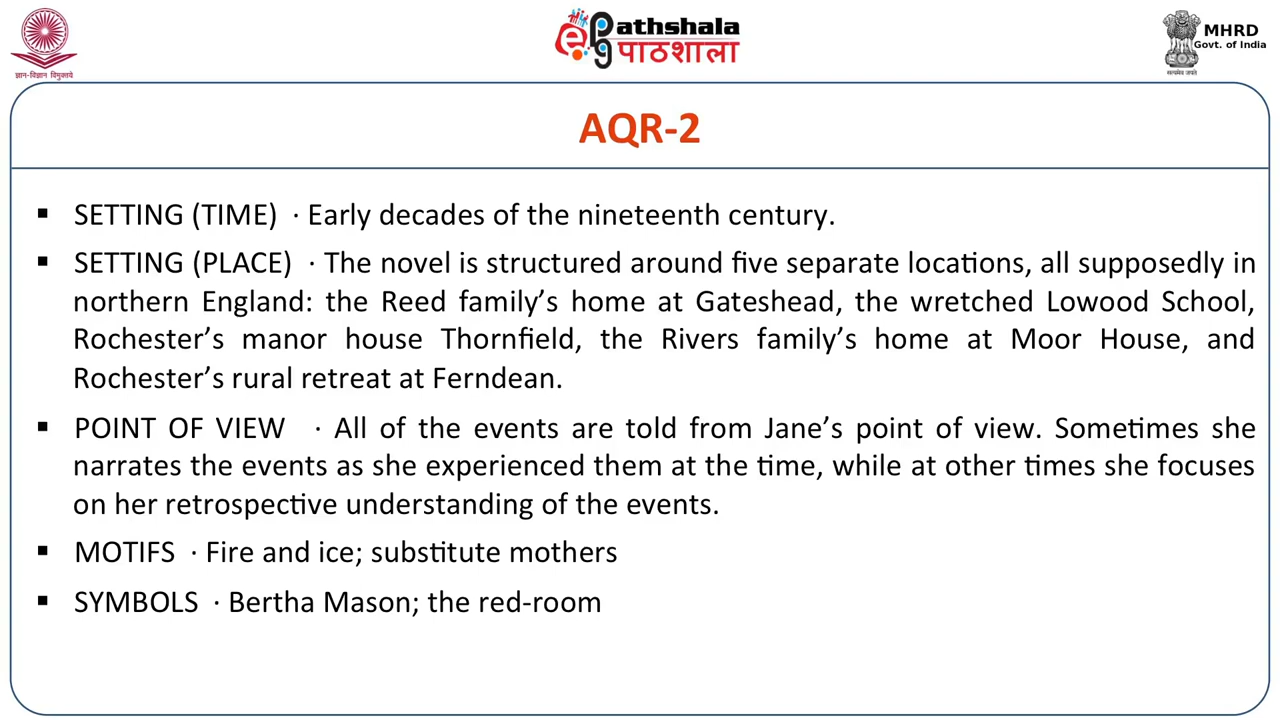 ज्ञान-विज्ञान विमुक्तये
ePathshala
पाठशाला
MHRD
Govt. of India
सत्यमेव जयते
AQR-2
▪ SETTING (TIME) · Early decades of the nineteenth century.
▪ SETTING (PLACE) · The novel is structured around five separate locations, all supposedly in
northern England: the Reed family’s home at Gateshead, the wretched Lowood School,
Rochester’s manor house Thornfield, the Rivers family’s home at Moor House, and
Rochester’s rural retreat at Ferndean.
▪ POINT OF VIEW · All of the events are told from Jane’s point of view. Sometimes she
narrates the events as she experienced them at the time, while at other times she focuses
on her retrospective understanding of the events.
▪ MOTIFS · Fire and ice; substitute mothers
▪ SYMBOLS · Bertha Mason; the red-room